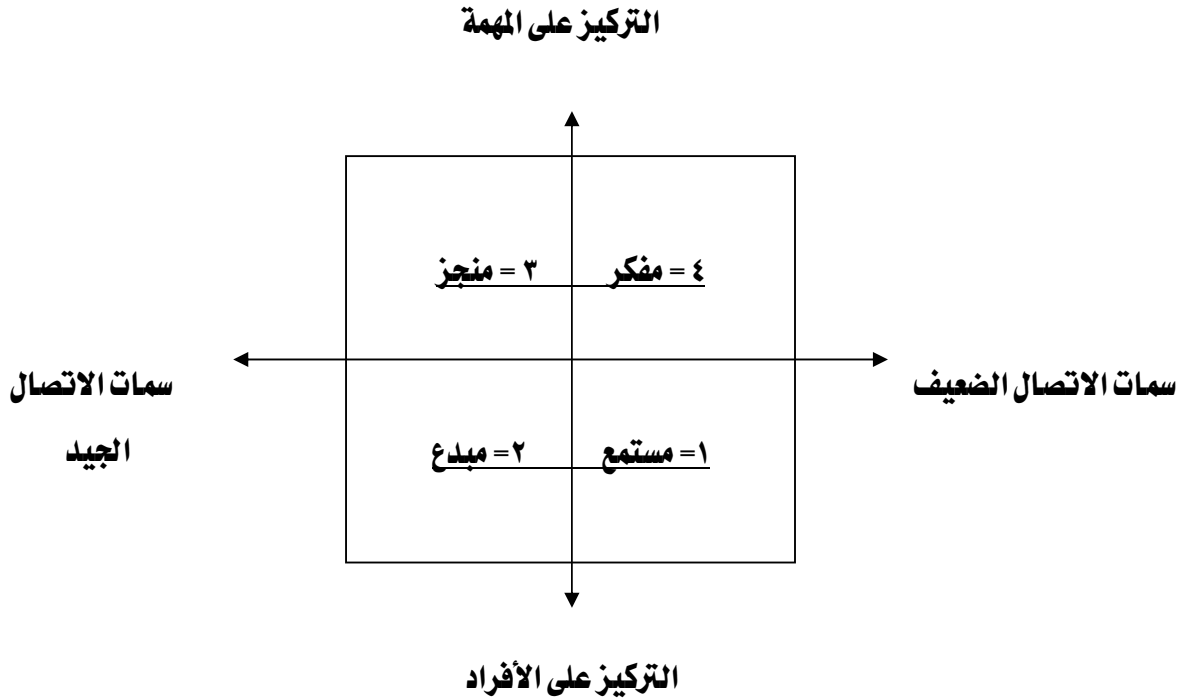 التركيز على المهمة
٤ = مفكر
٣ = منجز
سمات الاتصال الضعيف
سمات الاتصال
الجيد
١= مستمع
٢= مبدع
التركيز على الأفراد